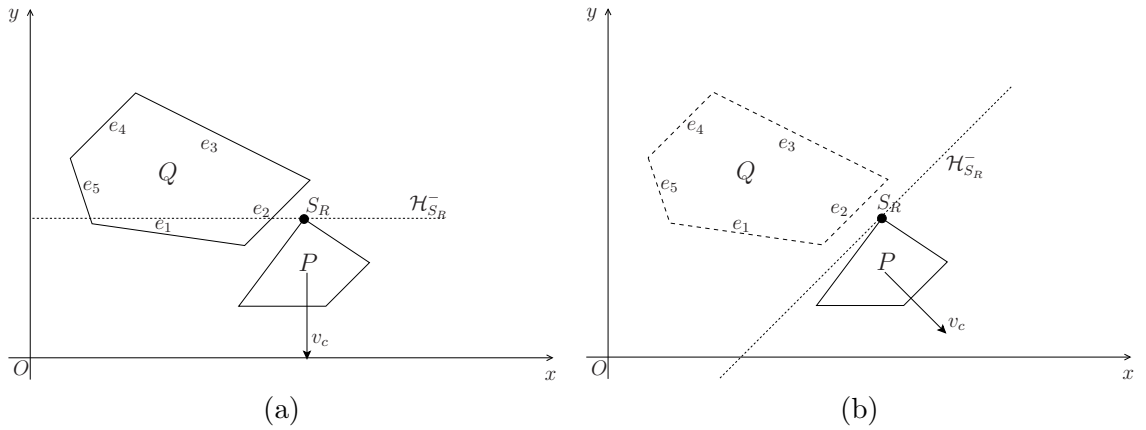 y
e₄
e₃
Q
e₅
e₂
S_R
ℋ⁻_{S_R}
e₁
P
v_c
O
x
(a)
y
e₄
e₃
ℋ⁻_{S_R}
Q
e₅
e₂
S_R
e₁
P
v_c
O
x
(b)